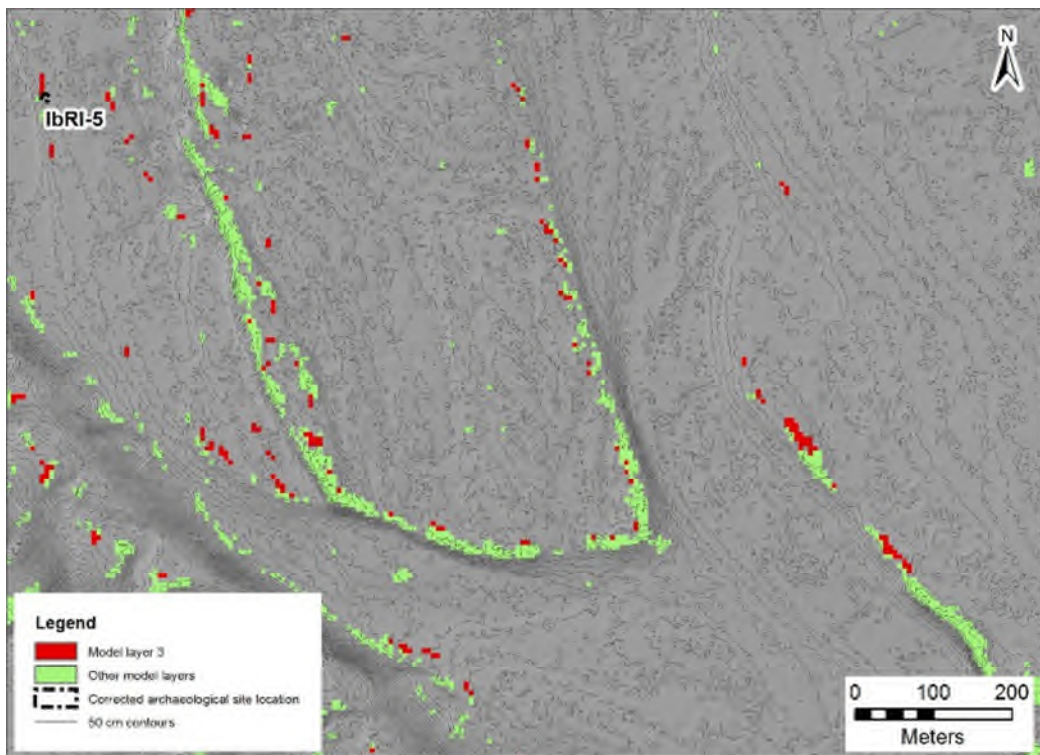 N
IbRI-5
Legend
Model layer 3
Other model layers
Corrected archaeological site location
50 cm contours
0 100 200
Meters